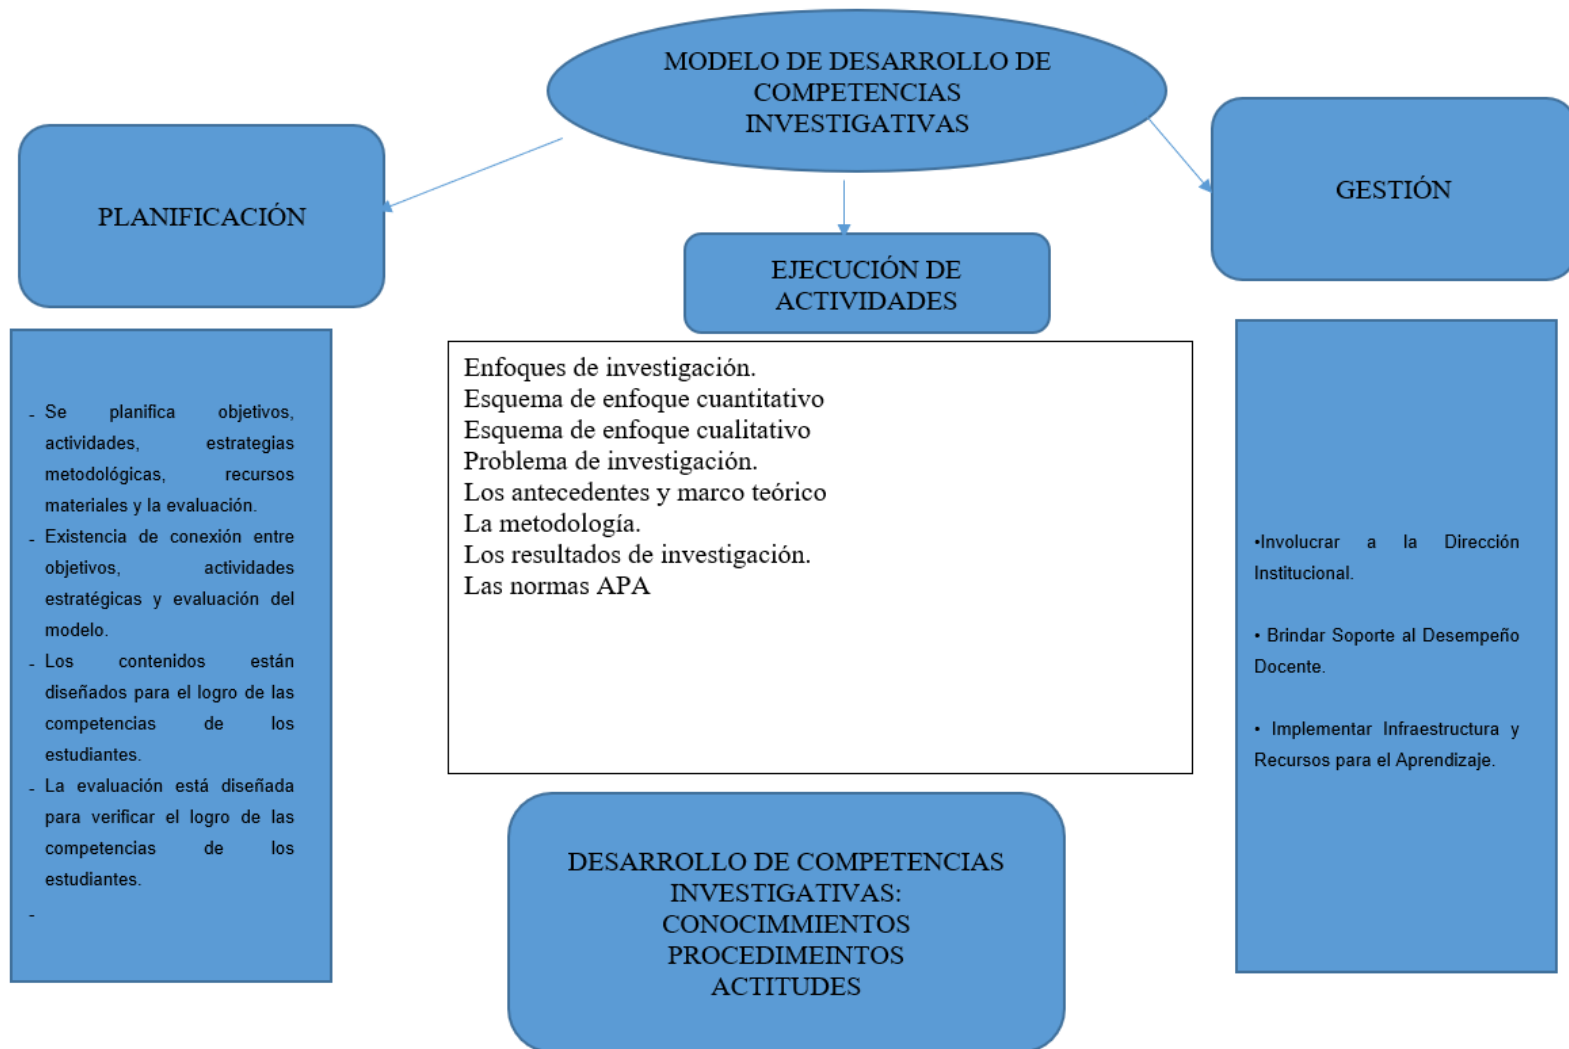 MODELO DE DESARROLLO DE
COMPETENCIAS
INVESTIGATIVAS
PLANIFICACIÓN
GESTIÓN
EJECUCIÓN DE
ACTIVIDADES
- Se planifica objetivos,
actividades, estrategias
metodológicas, recursos
materiales y la evaluación.
- Existencia de conexión entre
objetivos, actividades
estratégicas y evaluación del
modelo.
- Los contenidos están
diseñados para el logro de las
competencias de los
estudiantes.
- La evaluación está diseñada
para verificar el logro de las
competencias de los
estudiantes.
-
Enfoques de investigación.
Esquema de enfoque cuantitativo
Esquema de enfoque cualitativo
Problema de investigación.
Los antecedentes y marco teórico
La metodología.
Los resultados de investigación.
Las normas APA
•Involucrar a la Dirección
Institucional.
• Brindar Soporte al Desempeño
Docente.
• Implementar Infraestructura y
Recursos para el Aprendizaje.
DESARROLLO DE COMPETENCIAS
INVESTIGATIVAS:
CONOCIMMIENTOS
PROCEDIMEINTOS
ACTITUDES